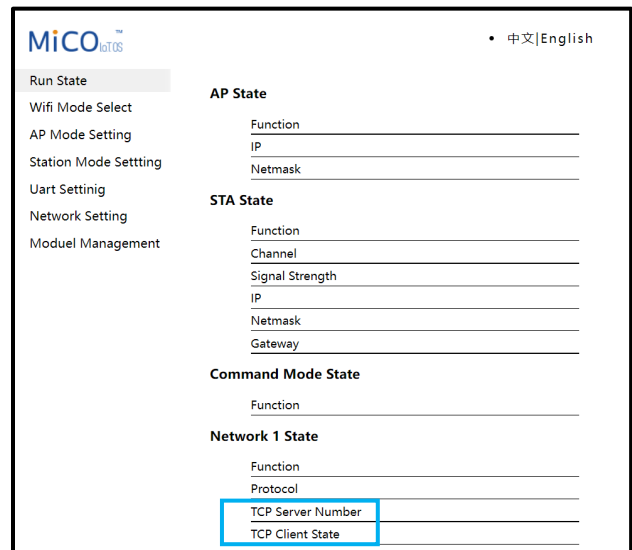 MiCO IoTOS ™
• 中文|English
Run State
Wifi Mode Select
AP Mode Setting
Station Mode Settting
Uart Settinig
Network Setting
Moduel Management
AP State
Function
IP
Netmask
STA State
Function
Channel
Signal Strength
IP
Netmask
Gateway
Command Mode State
Function
Network 1 State
Function
Protocol
TCP Server Number
TCP Client State